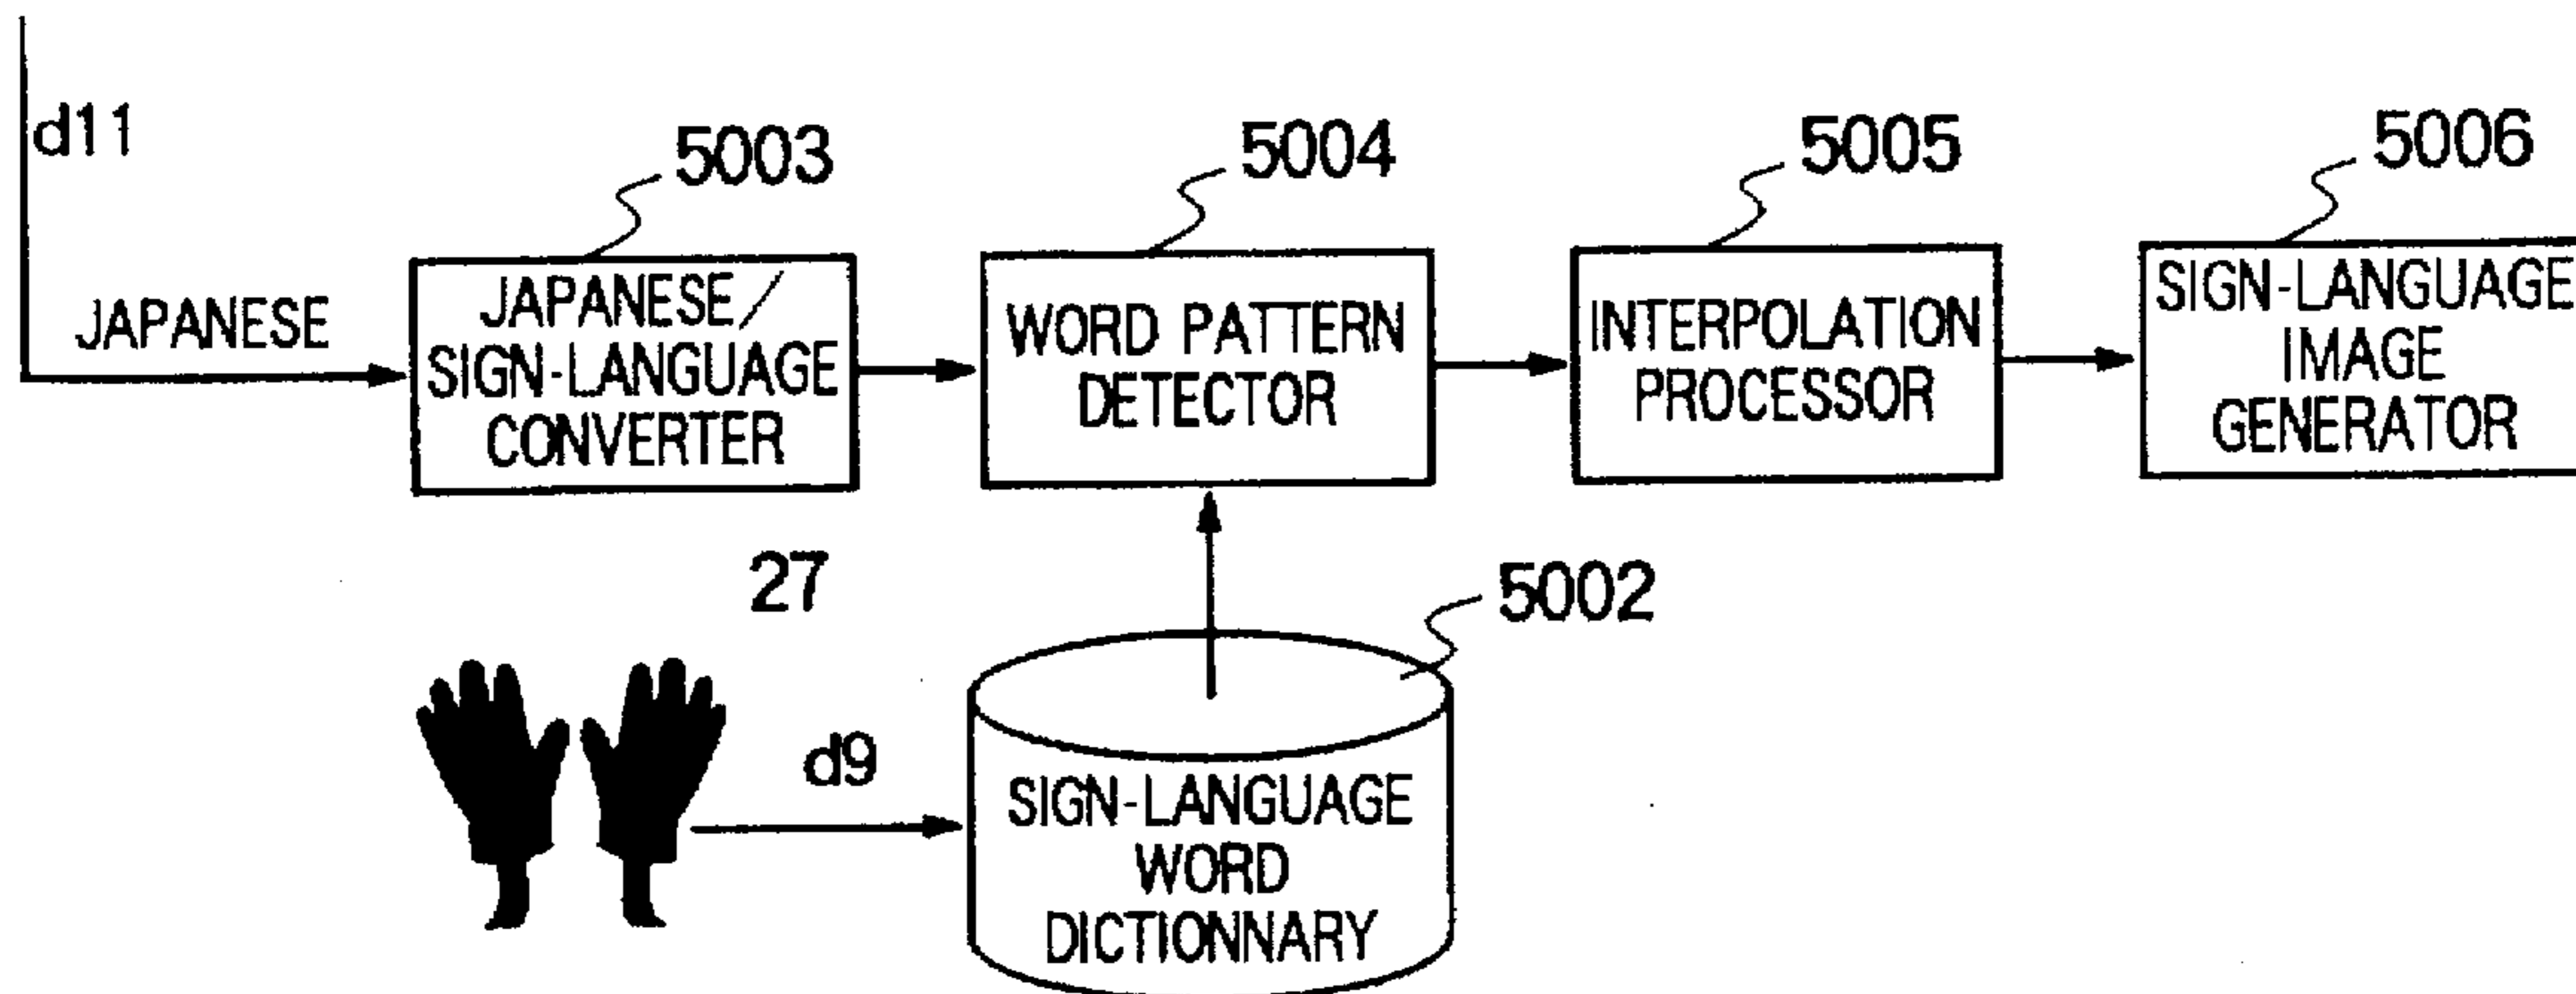 d11
JAPANESE
5003
JAPANESE/
SIGN-LANGUAGE
CONVERTER
5004
WORD PATTERN
DETECTOR
5005
INTERPOLATION
PROCESSOR
5006
SIGN-LANGUAGE
IMAGE
GENERATOR
27
d9
5002
SIGN-LANGUAGE
WORD
DICTIONNARY